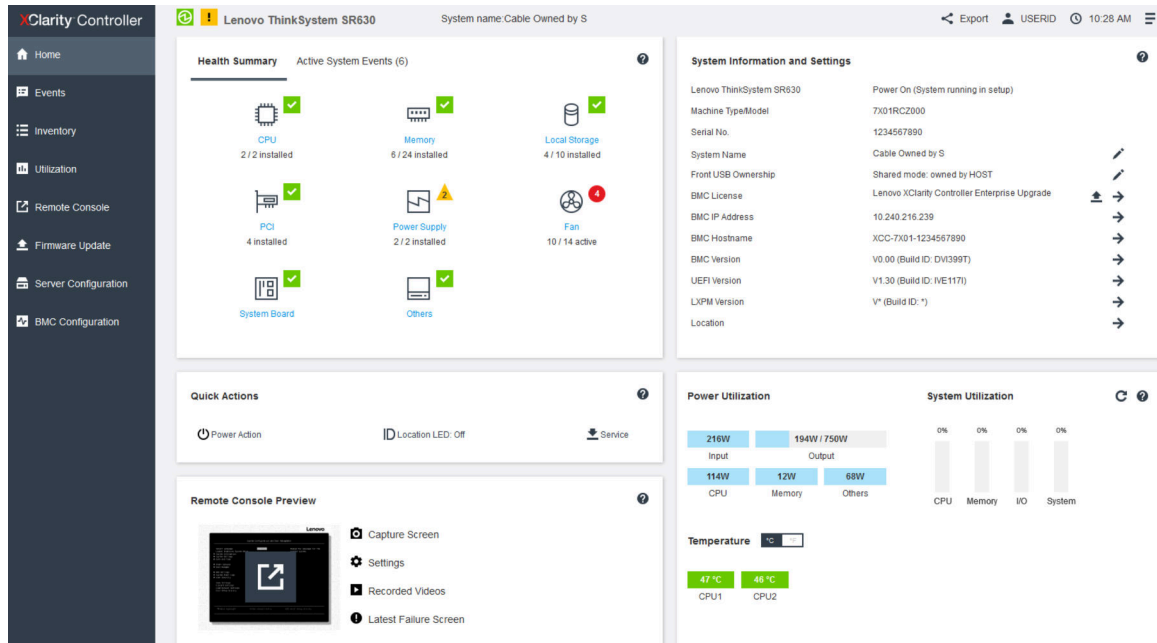 XClarity Controller
Lenovo ThinkSystem SR630
System name:Cable Owned by S
Export
USERID
10:28 AM
Home
Events
Inventory
Utilization
Remote Console
Firmware Update
Server Configuration
BMC Configuration
Health Summary
Active System Events (6)
CPU
2 / 2 installed
Memory
6 / 24 installed
Local Storage
4 / 10 installed
PCI
4 installed
2
Power Supply
2 / 2 installed
4
Fan
10 / 14 active
System Board
Others
System Information and Settings
Lenovo ThinkSystem SR630 Power On (System running in setup)
Machine Type/Model 7X01RCZ000
Serial No. 1234567890
System Name Cable Owned by S
Front USB Ownership Shared mode: owned by HOST
BMC License Lenovo XClarity Controller Enterprise Upgrade
BMC IP Address 10.240.216.239
BMC Hostname XCC-7X01-1234567890
BMC Version V0.00 (Build ID: DVI399T)
UEFI Version V1.30 (Build ID: IVE117I)
LXPM Version V* (Build ID: *)
Location
Quick Actions
Power Action
ID Location LED: Off
Service
Remote Console Preview
Lenovo
Capture Screen
Settings
Recorded Videos
Latest Failure Screen
Power Utilization
216W
Input
194W / 750W
Output
114W
CPU
12W
Memory
68W
Others
System Utilization
0% 0% 0% 0%
CPU Memory I/O System
Temperature °C °F
47 °C 46 °C
CPU1 CPU2